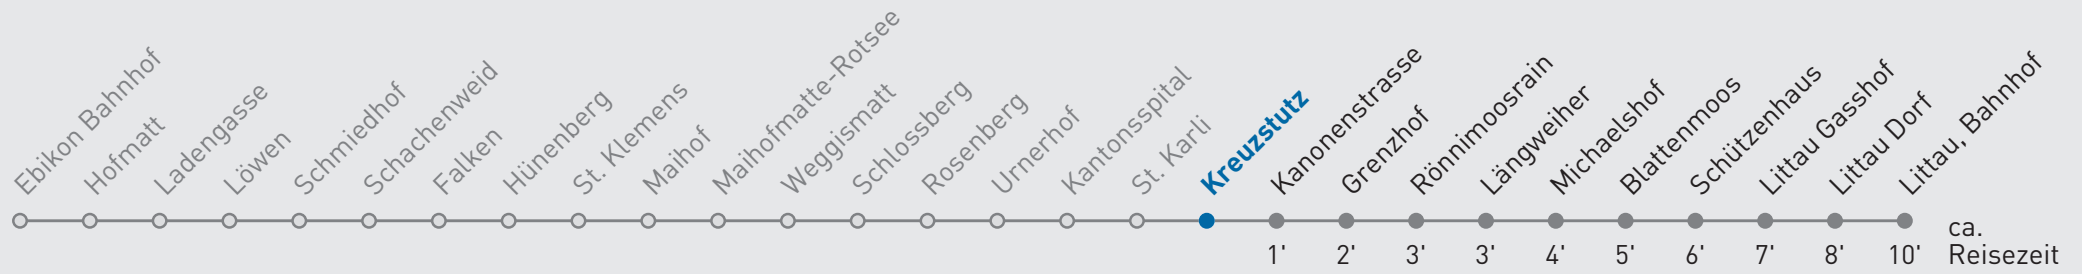 Ebikon Bahnhof
Hofmatt
Ladengasse
Löwen
Schmiedhof
Schachenweid
Falken
Hünenberg
St. Klemens
Maihof
Maihofmatte-Rotsee
Weggismatt
Schlossberg
Rosenberg
Urnerhof
Kantonsspital
St. Karli
Kreuzstutz
Kanonenstrasse
Grenzhof
Rönnimoosrain
Längweiher
Michaelshof
Blattenmoos
Schützenhaus
Littau Gasshof
Littau Dorf
Littau, Bahnhof
1' 2' 3' 3' 4' 5' 6' 7' 8' 10'
ca.
Reisezeit